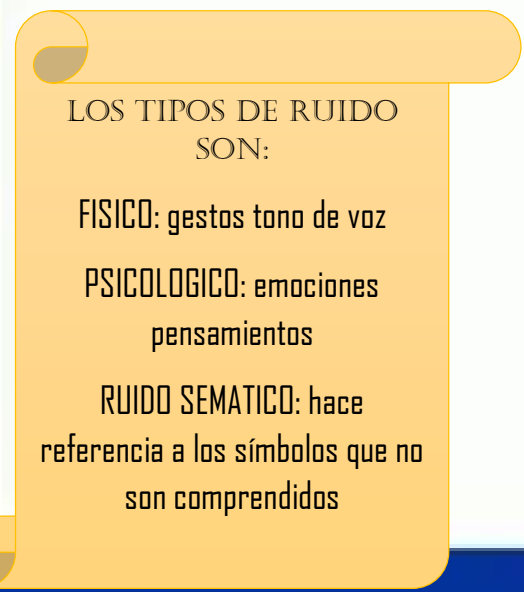 LOS TIPOS DE RUIDO
SON:
FISICO: gestos tono de voz
PSICOLOGICO: emociones
pensamientos
RUIDO SEMATICO: hace
referencia a los símbolos que no
son comprendidos